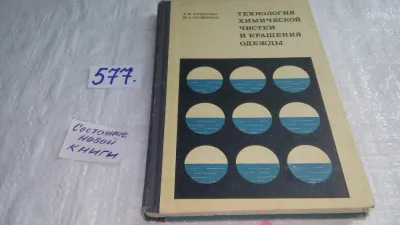 577.
Состояние
новой
книги
ТЕХНОЛОГИЯ
ХИМИЧЕСКОЙ
ЧИСТКИ
И КРАШЕНИЯ
ОДЕЖДЫ